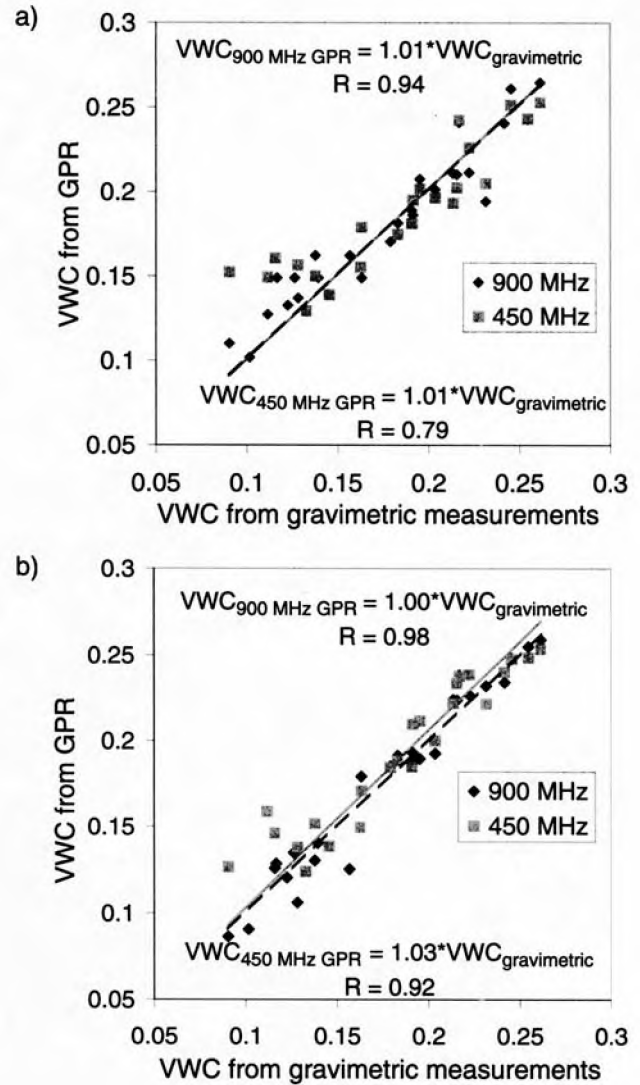 a)
0.3
VWC900 MHz GPR = 1.01*VWCgravimetric
R = 0.94
0.25
0.2
VWC from GPR
0.15
900 MHz
450 MHz
0.1
VWC450 MHz GPR = 1.01*VWCgravimetric
R = 0.79
0.05
0.05 0.1 0.15 0.2 0.25 0.3
VWC from gravimetric measurements
b)
0.3
VWC900 MHz GPR = 1.00*VWCgravimetric
R = 0.98
0.25
0.2
VWC from GPR
900 MHz
450 MHz
0.15
0.1
VWC450 MHz GPR = 1.03*VWCgravimetric
R = 0.92
0.05
0.05 0.1 0.15 0.2 0.25 0.3
VWC from gravimetric measurements